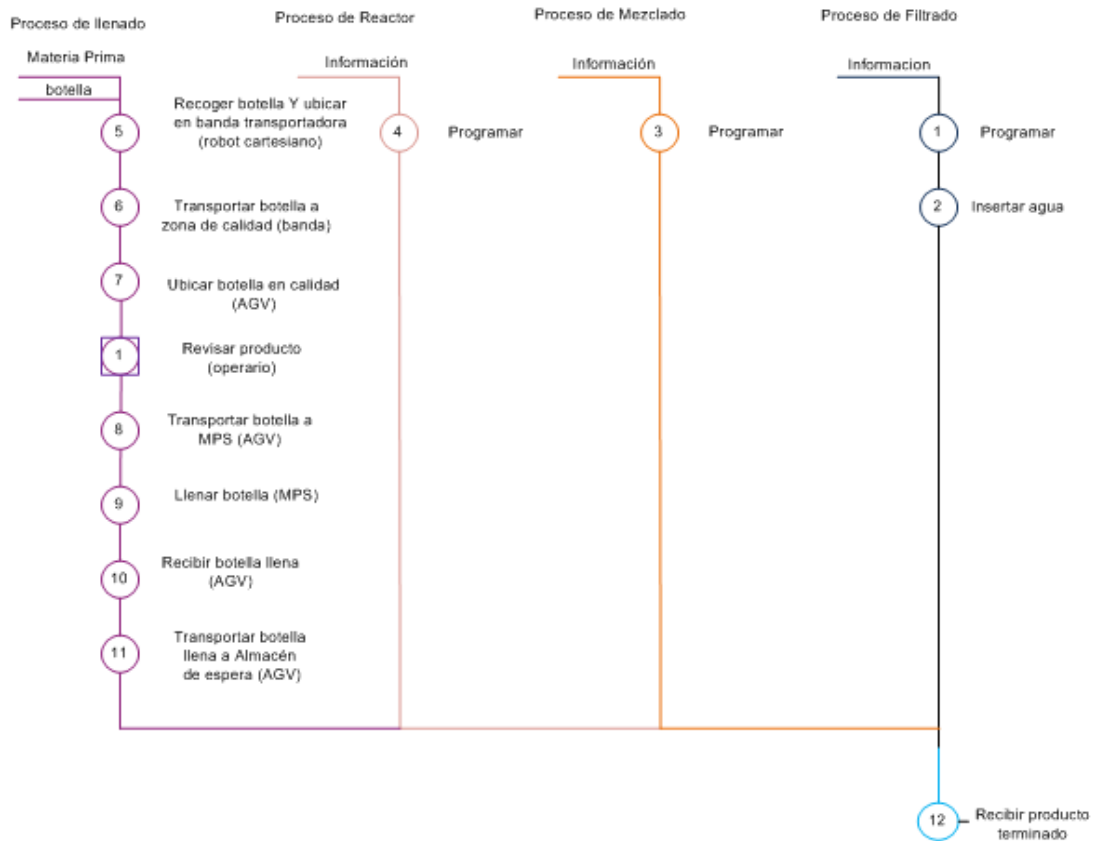 Proceso de llenado
Proceso de Reactor
Proceso de Mezclado
Proceso de Filtrado
Materia Prima
botella
Información
Información
Informacion
5
Recoger botella Y ubicar
en banda transportadora
(robot cartesiano)
4
Programar
3
Programar
1
Programar
6
Transportar botella a
zona de calidad (banda)
2
Insertar agua
7
Ubicar botella en calidad
(AGV)
1
Revisar producto
(operario)
8
Transportar botella a
MPS (AGV)
9
Llenar botella (MPS)
10
Recibir botella llena
(AGV)
11
Transportar botella
llena a Almacén
de espera (AGV)
12
Recibir producto
terminado